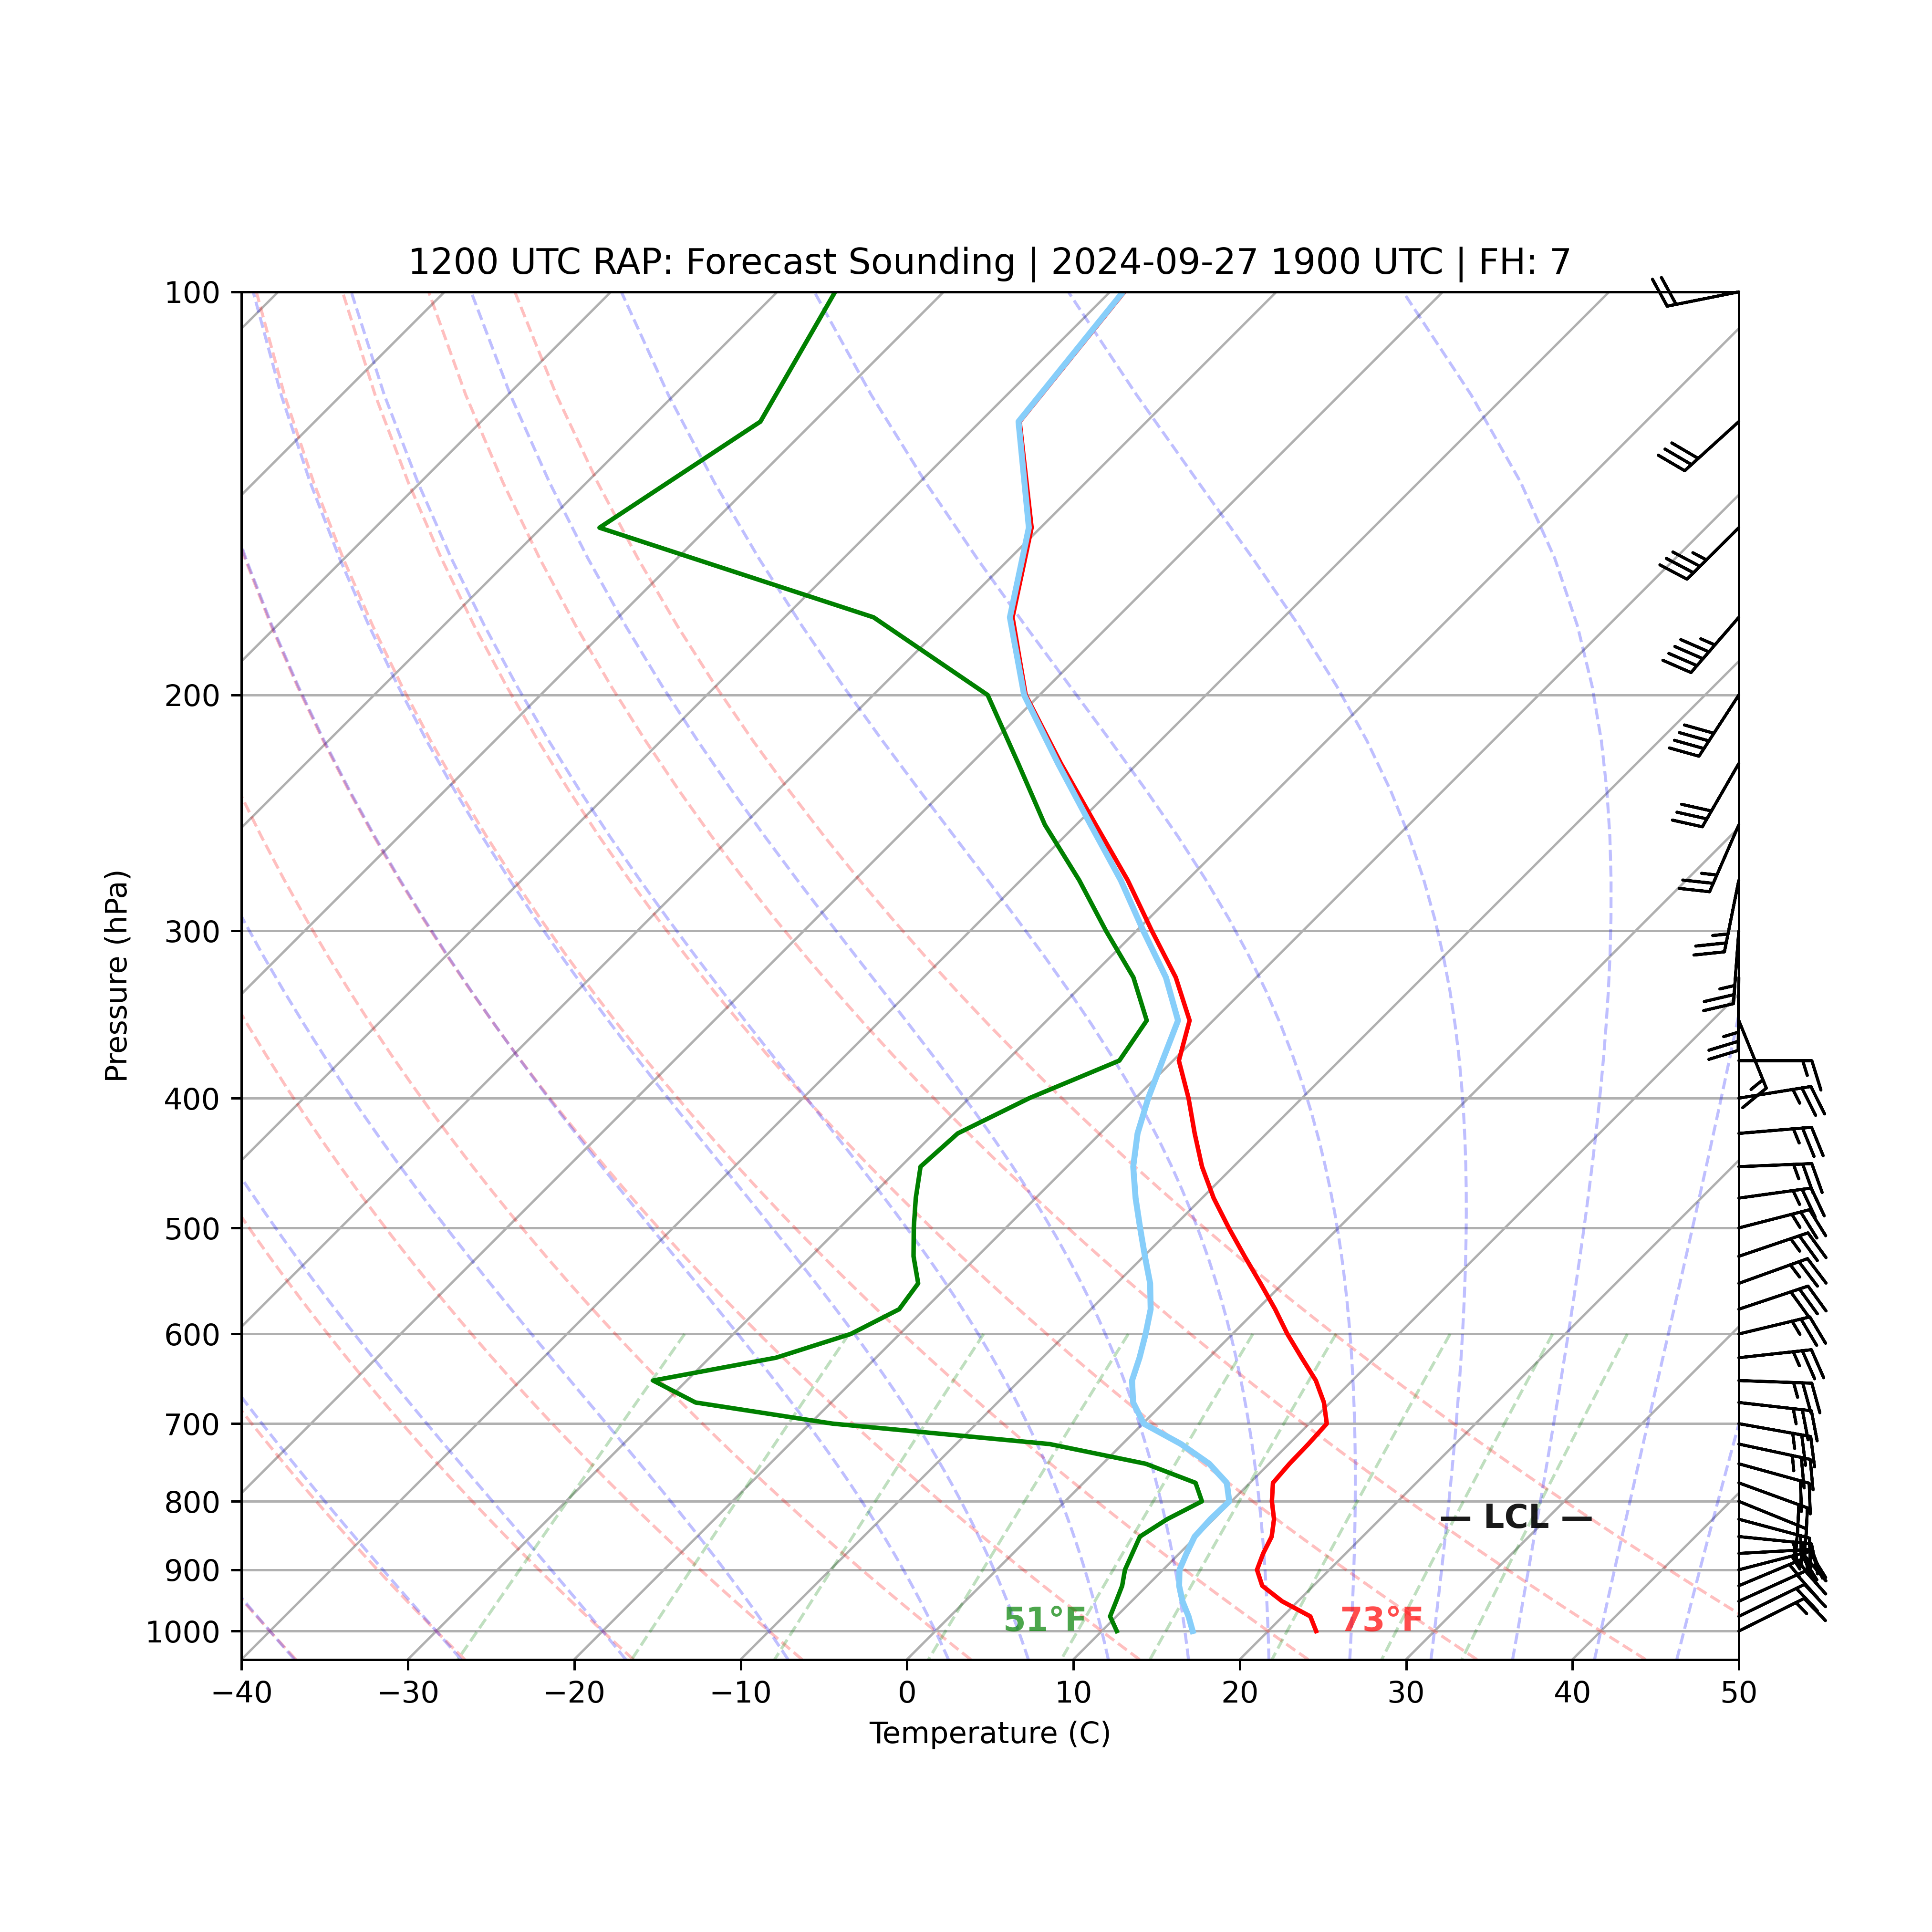 1200 UTC RAP: Forecast Sounding | 2024-09-27 1900 UTC | FH: 7
100
200
300
400
500
600
700
800
900
1000
Pressure (hPa)
— LCL —
51°F
73°F
−40 −30 −20 −10 0 10 20 30 40 50
Temperature (C)